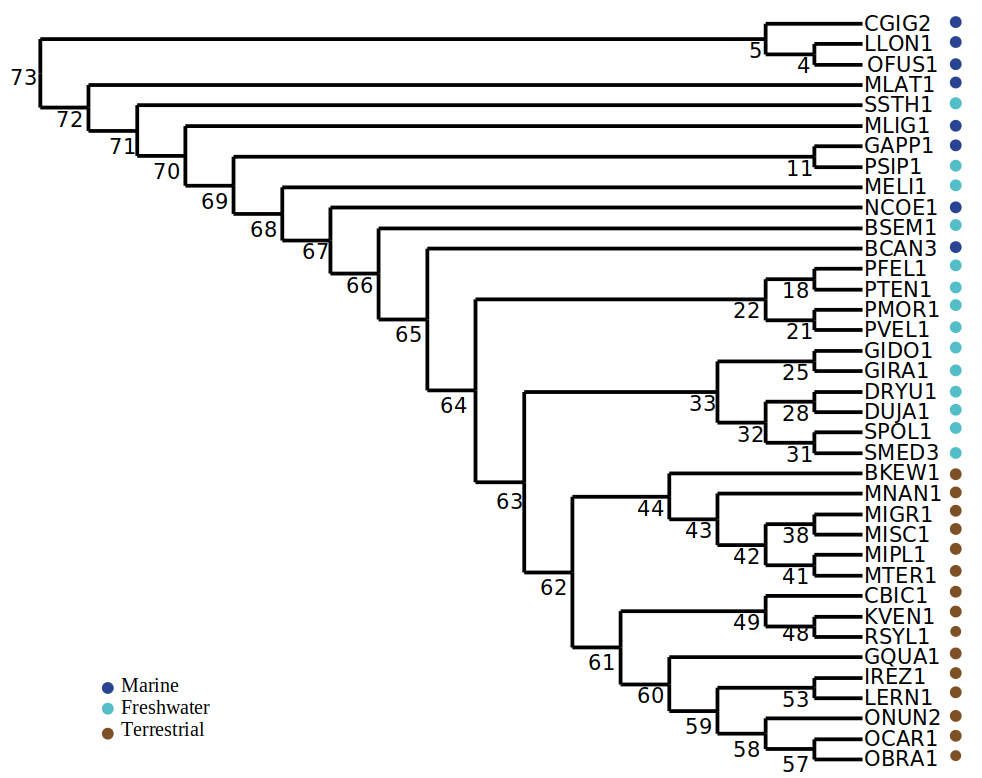 CGIG2
5
LLON1
4
OFUS1
73
MLAT1
72
SSTH1
71
MLIG1
70
GAPP1
11
PSIP1
69
MELI1
68
NCOE1
67
BSEM1
66
BCAN3
65
PFEL1
18
PTEN1
22
PMOR1
21
PVEL1
64
GIDO1
25
GIRA1
33
DRYU1
28
DUJA1
32
SPOL1
31
SMED3
63
BKEW1
44
MNAN1
43
MIGR1
38
MISC1
42
MIPL1
41
MTER1
62
CBIC1
49
KVEN1
48
RSYL1
61
GQUA1
60
IREZ1
53
LERN1
59
ONUN2
58
OCAR1
57
OBRA1
Marine
Freshwater
Terrestrial